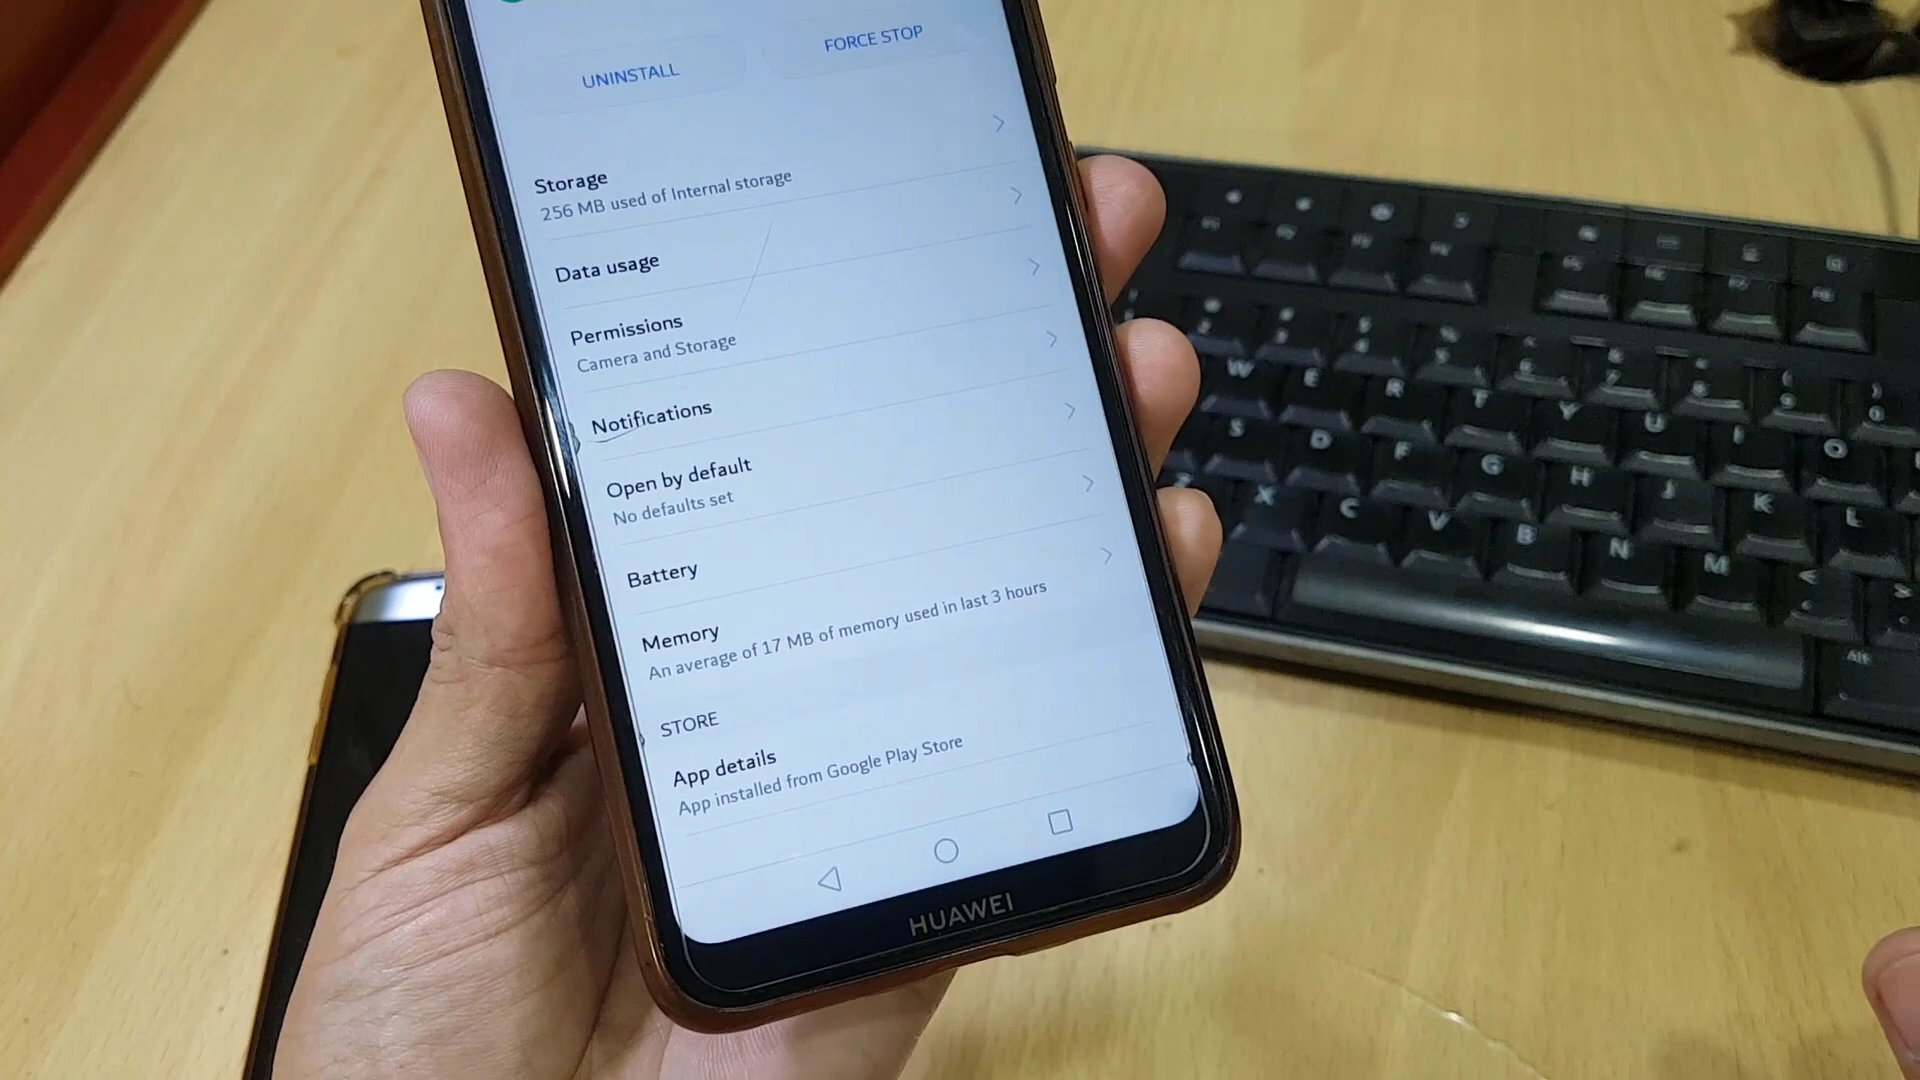 UNINSTALL
FORCE STOP
Storage
256 MB used of Internal storage
Data usage
Permissions
Camera and Storage
Notifications
Open by default
No defaults set
Battery
Memory
An average of 17 MB of memory used in last 3 hours
STORE
App details
App installed from Google Play Store
HUAWEI
W E R T Y U I O
S D F G H J K L
Z X C V B N M
Alt